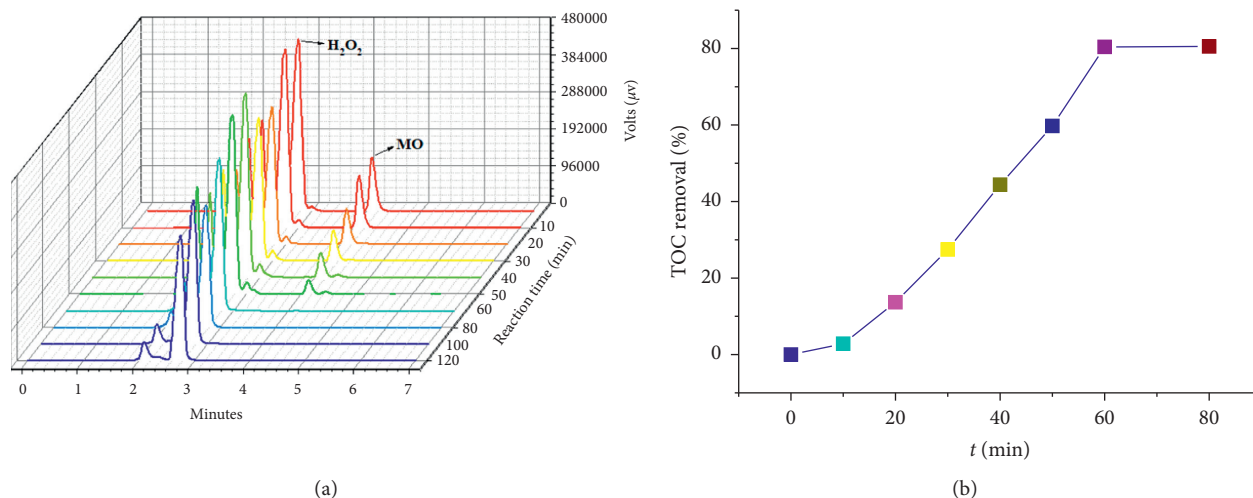 480000
384000
288000
192000
960000
0
Volts (μv)
H₂O₂
MO
10
20
30
40
50
60
80
100
120
Reaction time (min)
0 1 2 3 4 5 6 7
Minutes
(a)
80
60
40
20
0
TOC removal (%)
0 20 40 60 80
t (min)
(b)